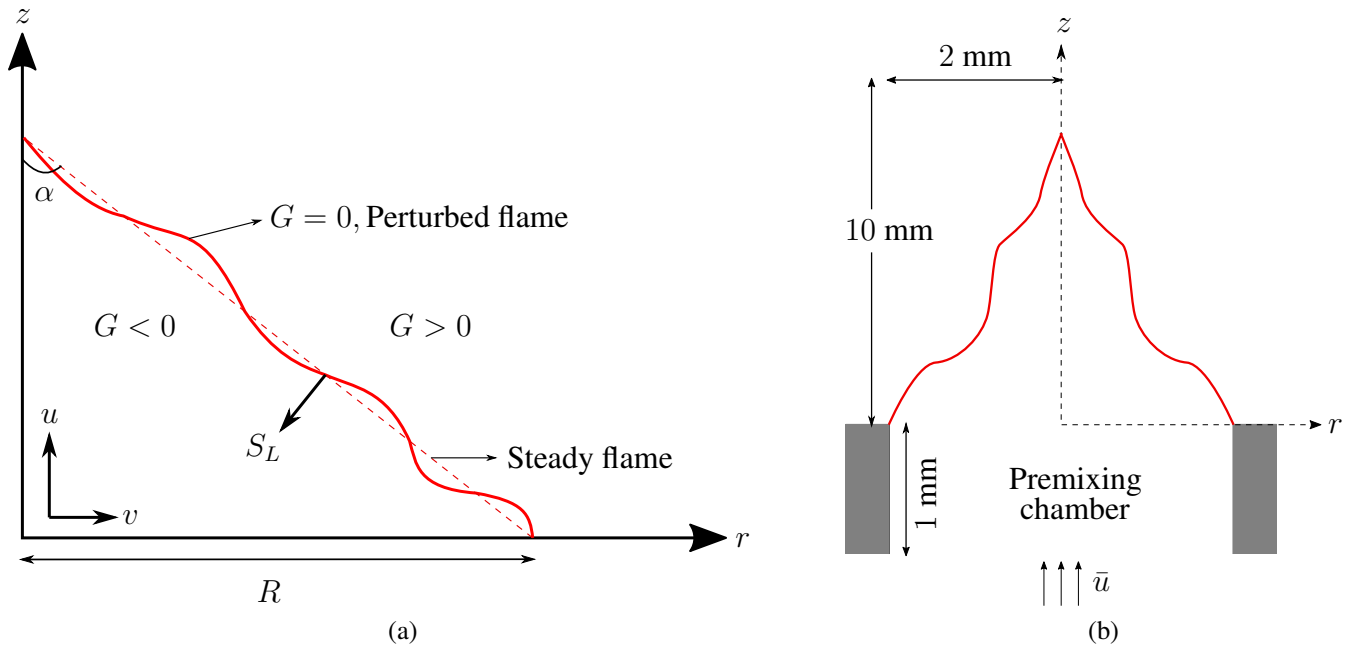 z
α
G = 0, Perturbed flame
G < 0
G > 0
u
S_L
Steady flame
v
r
R
(a)
z
2 mm
10 mm
r
1 mm
Premixing
chamber
ū
(b)